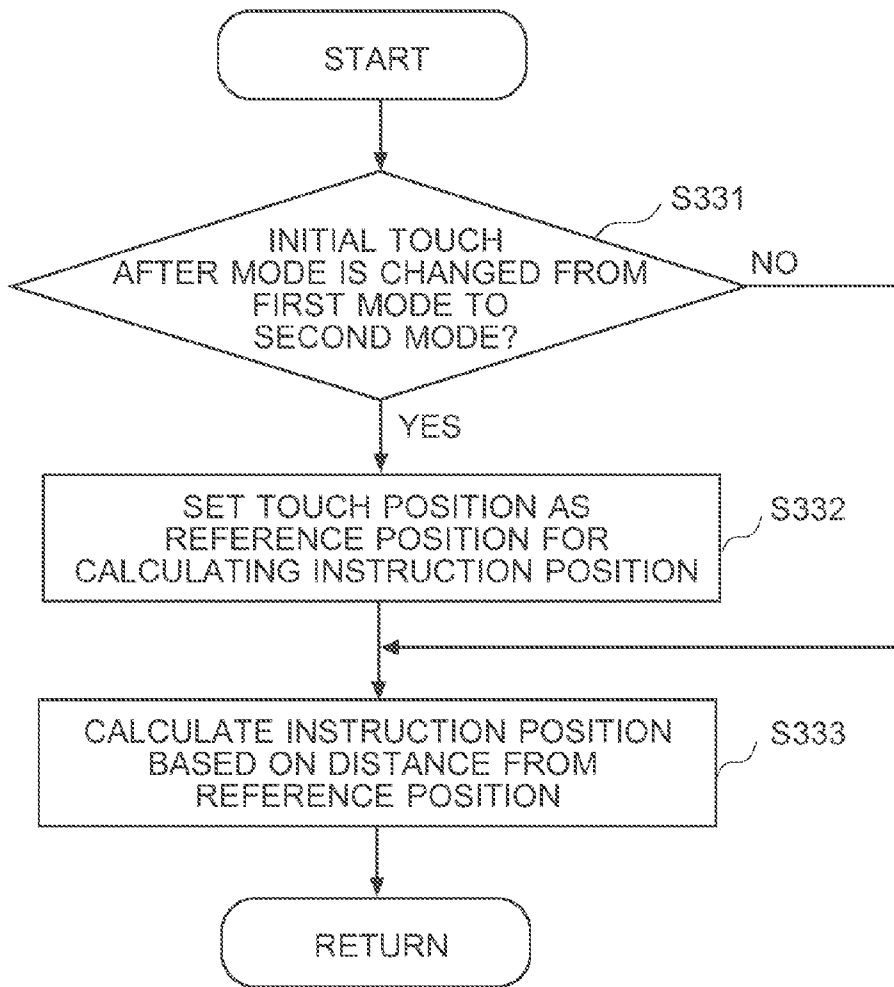 START
S331
INITIAL TOUCH
AFTER MODE IS CHANGED FROM
FIRST MODE TO
SECOND MODE?
NO
YES
SET TOUCH POSITION AS
REFERENCE POSITION FOR
CALCULATING INSTRUCTION POSITION
S332
CALCULATE INSTRUCTION POSITION
BASED ON DISTANCE FROM
REFERENCE POSITION
S333
RETURN